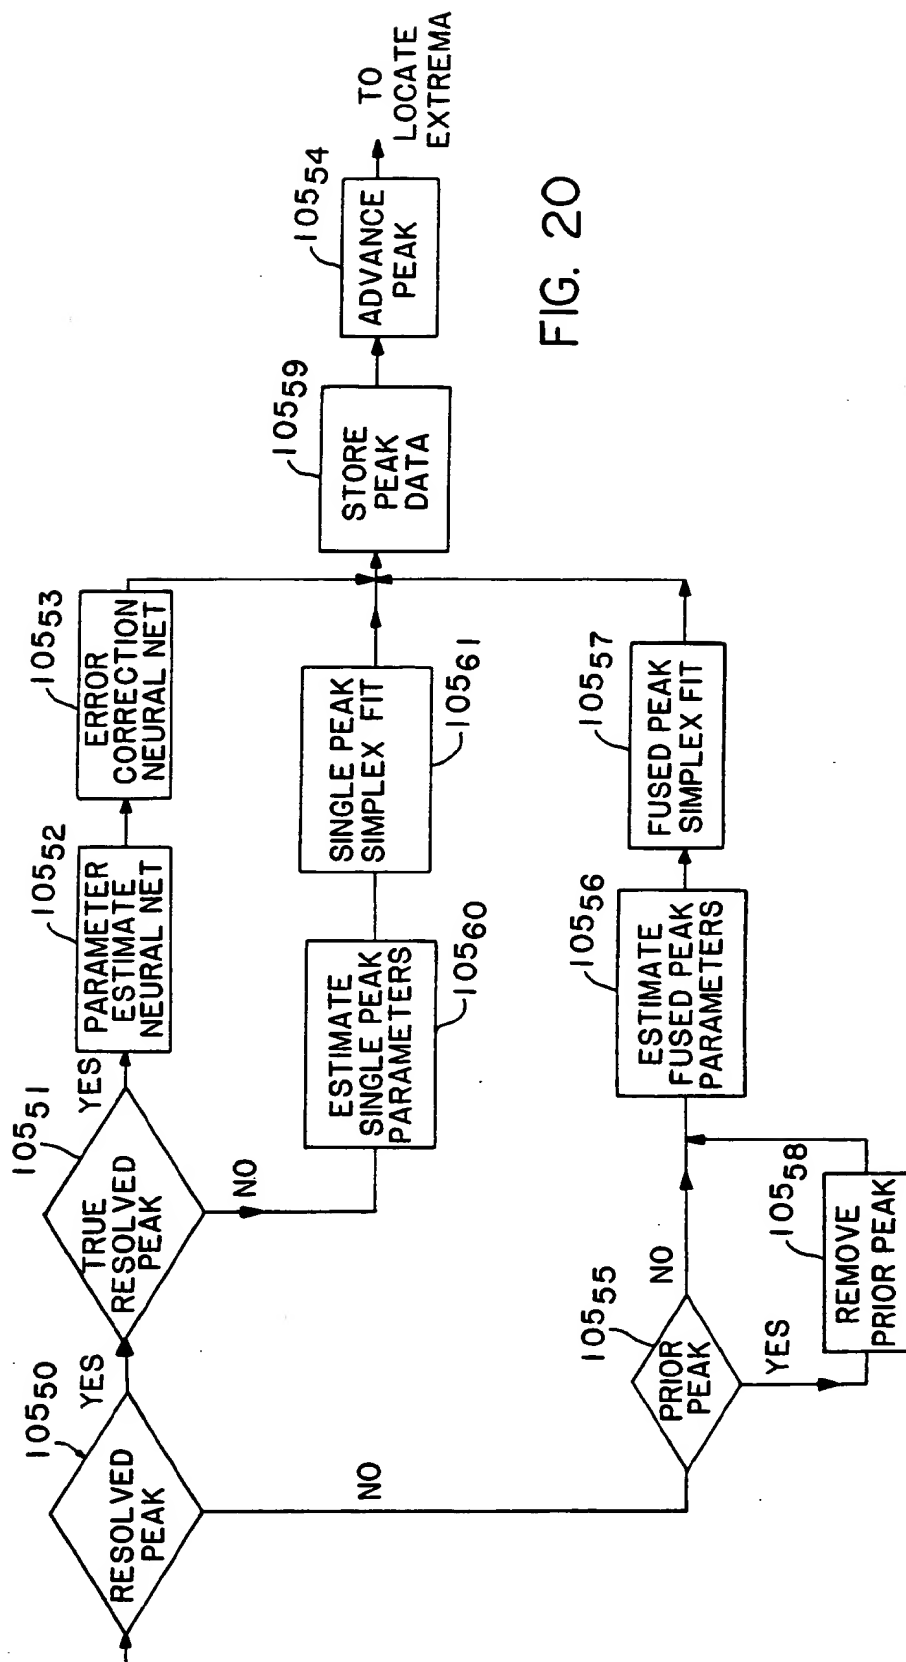 105₅₀
RESOLVED
PEAK
YES
NO
105₅₁
TRUE
RESOLVED
PEAK
YES
NO
105₅₂
PARAMETER
ESTIMATE
NEURAL NET
105₅₃
ERROR
CORRECTION
NEURAL NET
ESTIMATE
SINGLE PEAK
PARAMETERS
105₆₀
SINGLE PEAK
SIMPLEX FIT
105₆₁
105₅₅
PRIOR
PEAK
NO
YES
105₅₈
REMOVE
PRIOR PEAK
105₅₆
ESTIMATE
FUSED PEAK
PARAMETERS
105₅₇
FUSED PEAK
SIMPLEX FIT
105₅₉
STORE
PEAK
DATA
105₅₄
ADVANCE
PEAK
TO
LOCATE
EXTREMA
FIG. 20